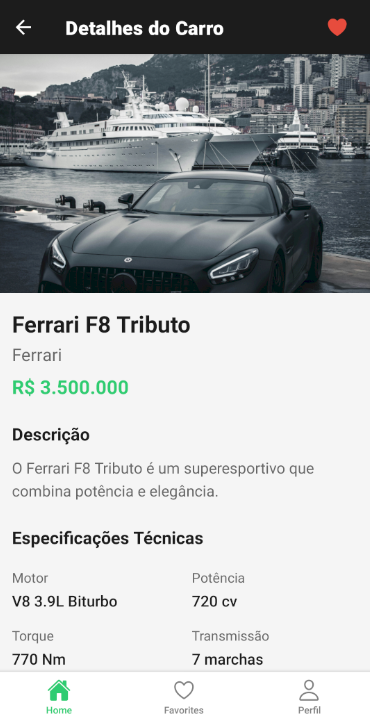 Detalhes do Carro
Ferrari F8 Tributo
Ferrari
R$ 3.500.000
Descrição
O Ferrari F8 Tributo é um superesportivo que
combina potência e elegância.
Especificações Técnicas
Motor
Potência
V8 3.9L Biturbo
720 cv
Torque
Transmissão
770 Nm
7 marchas
Home
Favorites
Perfil